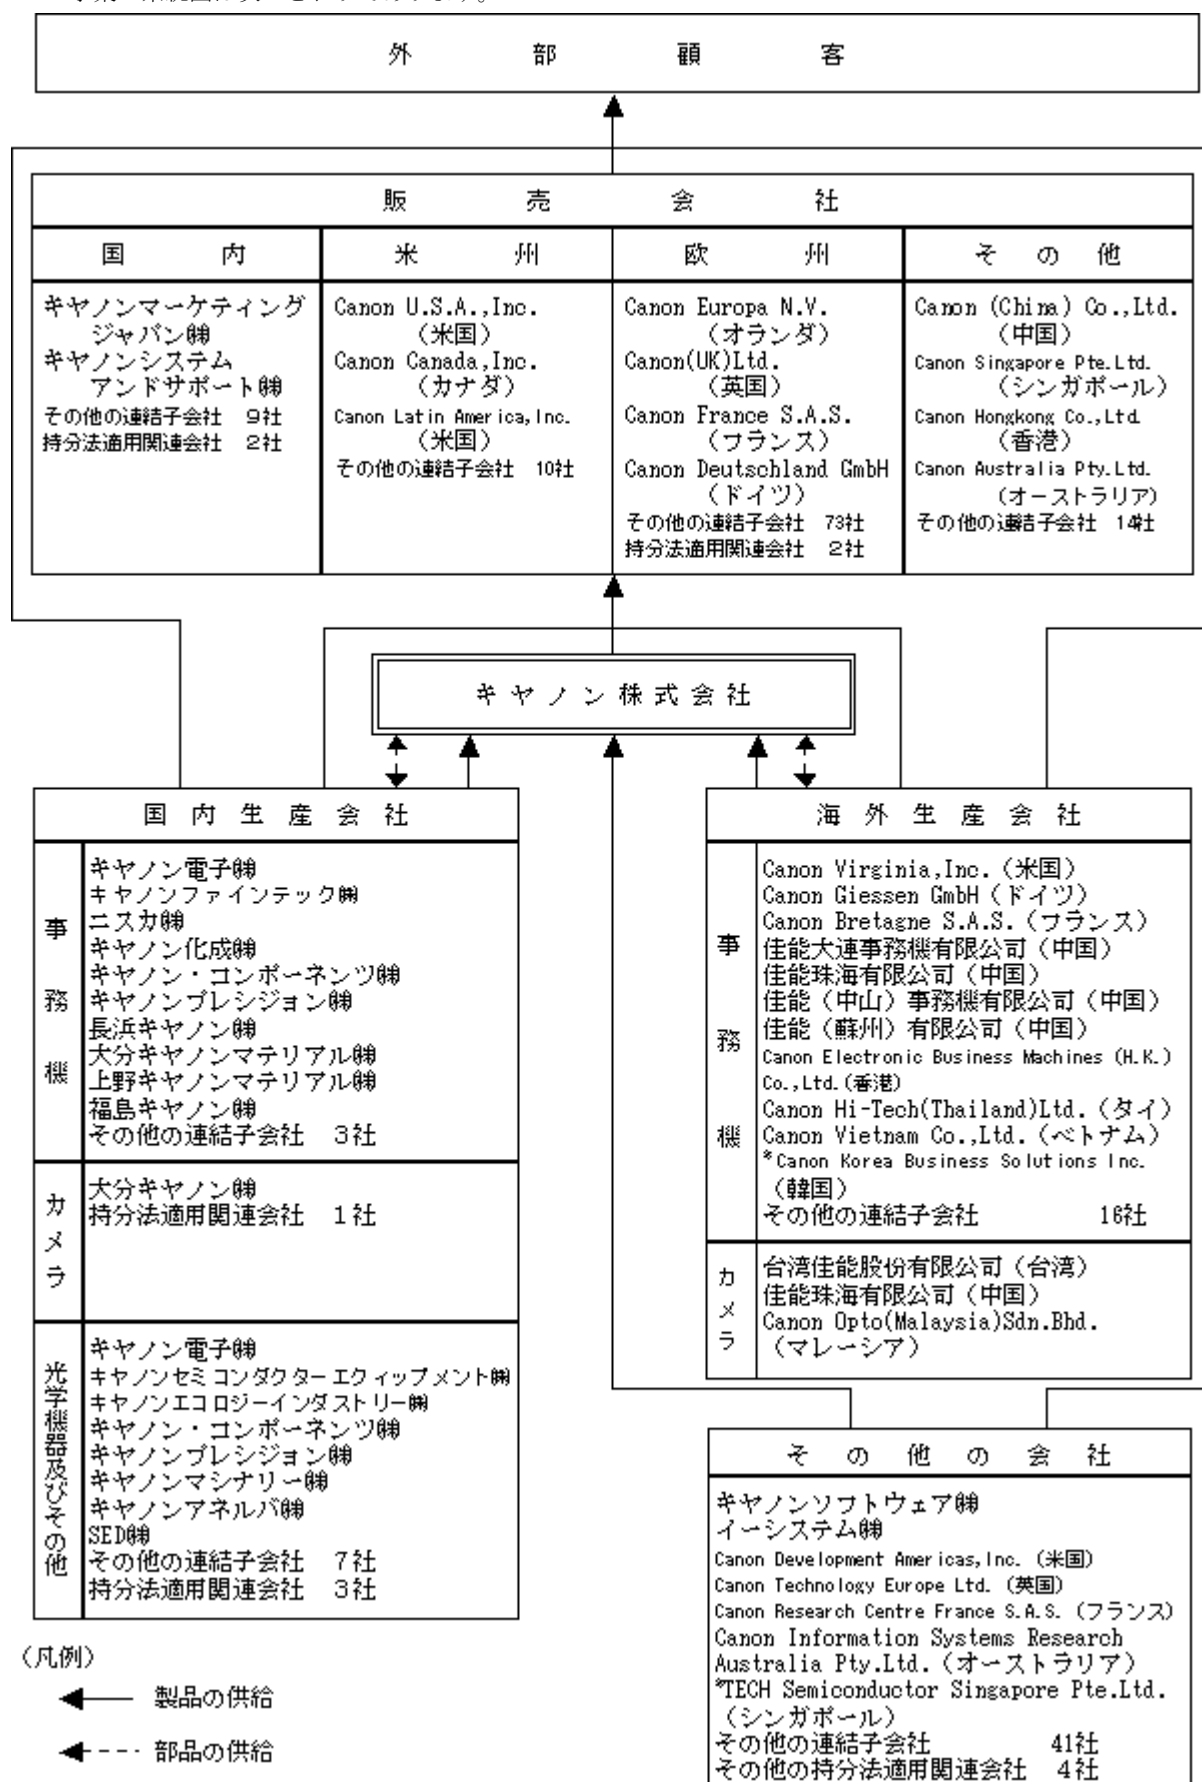 外部顧客
販売会社
国内
キヤノンマーケティング
ジャパン㈱
キヤノンシステム
アンドサポート㈱
その他の連結子会社 9社
持分法適用関連会社 2社
米州
Canon U.S.A.,Inc.
(米国)
Canon Canada,Inc.
(カナダ)
Canon Latin America,Inc.
(米国)
その他の連結子会社 10社
欧州
Canon Europa N.V.
(オランダ)
Canon(UK)Ltd.
(英国)
Canon France S.A.S.
(フランス)
Canon Deutschland GmbH
(ドイツ)
その他の連結子会社 73社
持分法適用関連会社 2社
その他
Canon (China) Co.,Ltd.
(中国)
Canon Singapore Pte.Ltd.
(シンガポール)
Canon Hongkong Co.,Ltd
(香港)
Canon Australia Pty.Ltd.
(オーストラリア)
その他の連結子会社 14社
キヤノン株式会社
国内生産会社
事務機
キヤノン電子㈱
キヤノンファインテック㈱
ニスカ㈱
キヤノン化成㈱
キヤノン・コンポーネンツ㈱
キヤノンプレシジョン㈱
長浜キヤノン㈱
大分キヤノンマテリアル㈱
上野キヤノンマテリアル㈱
福島キヤノン㈱
その他の連結子会社 3社
カメラ
大分キヤノン㈱
持分法適用関連会社 1社
光学機器及びその他
キヤノン電子㈱
キヤノンセミコンダクターエクィップメント㈱
キヤノンエコロジーインダストリー㈱
キヤノン・コンポーネンツ㈱
キヤノンプレシジョン㈱
キヤノンマシナリー㈱
キヤノンアネルバ㈱
SED㈱
その他の連結子会社 7社
持分法適用関連会社 3社
海外生産会社
事務機
Canon Virginia,Inc.(米国)
Canon Giessen GmbH(ドイツ)
Canon Bretagne S.A.S.(フランス)
佳能大連事務機有限公司(中国)
佳能珠海有限公司(中国)
佳能(中山)事務機有限公司(中国)
佳能(蘇州)有限公司(中国)
Canon Electronic Business Machines (H.K.)
Co.,Ltd.(香港)
Canon Hi-Tech(Thailand)Ltd.(タイ)
Canon Vietnam Co.,Ltd.(ベトナム)
*Canon Korea Business Solutions Inc.
(韓国)
その他の連結子会社 16社
カメラ
台湾佳能股份有限公司(台湾)
佳能珠海有限公司(中国)
Canon Opto(Malaysia)Sdn.Bhd.
(マレーシア)
その他の会社
キヤノンソフトウェア㈱
イーシステム㈱
Canon Development Americas,Inc.(米国)
Canon Technology Europe Ltd.(英国)
Canon Research Centre France S.A.S.(フランス)
Canon Information Systems Research
Australia Pty.Ltd.(オーストラリア)
*TECH Semiconductor Singapore Pte.Ltd.
(シンガポール)
その他の連結子会社 41社
その他の持分法適用関連会社 4社
(凡例)
製品の供給
部品の供給